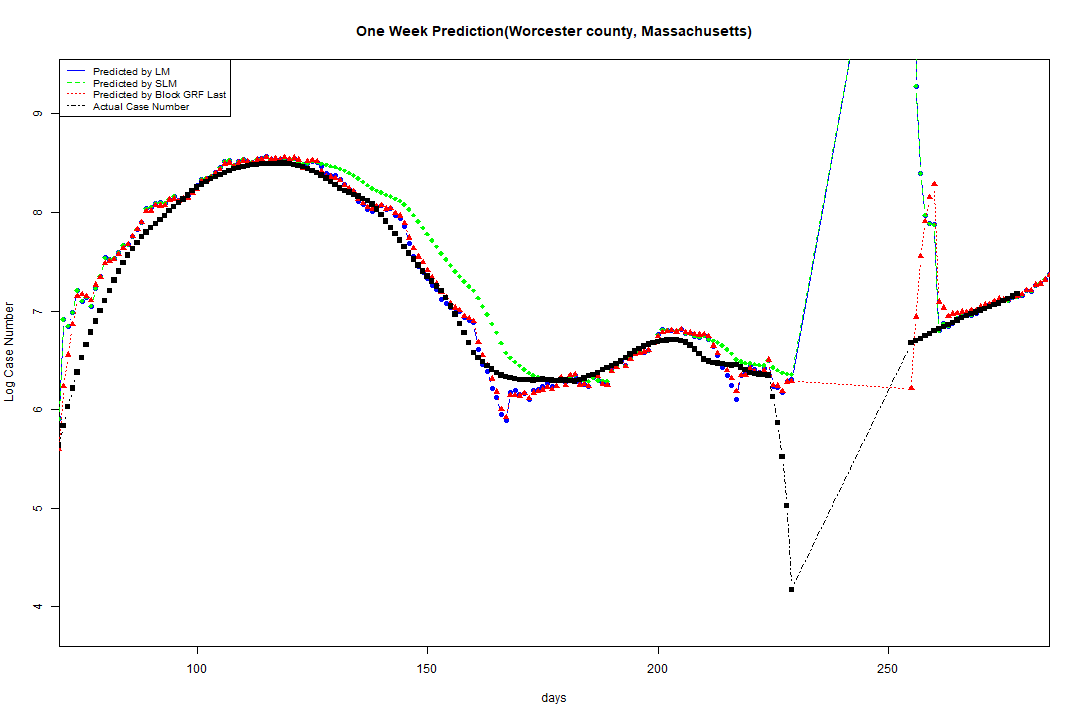 One Week Prediction(Worcester county, Massachusetts)
Predicted by LM
Predicted by SLM
Predicted by Block GRF Last
Actual Case Number
9
8
7
6
5
4
Log Case Number
100
150
200
250
days